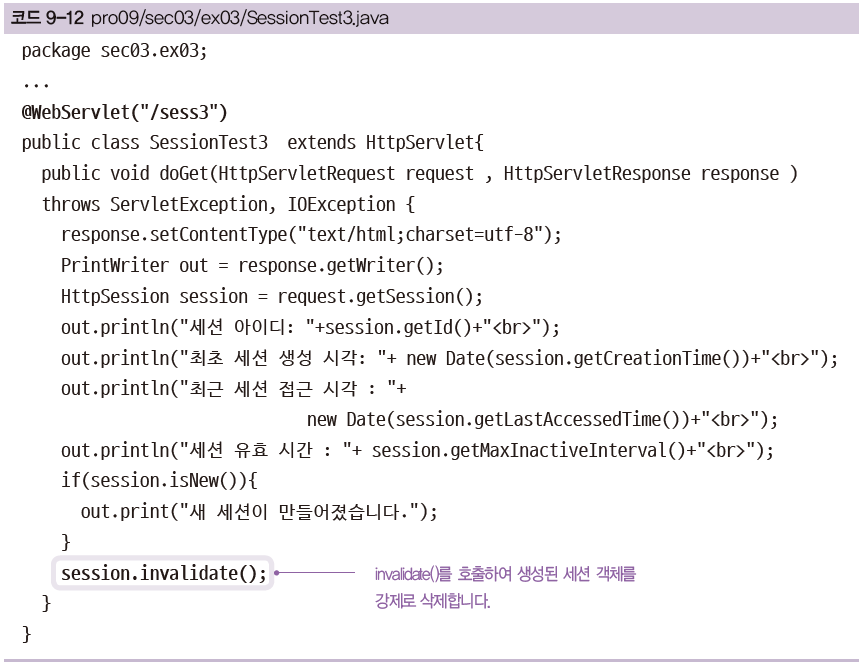 코드 9-12 pro09/sec03/ex03/SessionTest3.java
package sec03.ex03;
...
@WebServlet("/sess3")
public class SessionTest3  extends HttpServlet{
  public void doGet(HttpServletRequest request , HttpServletResponse response )
  throws ServletException, IOException {
    response.setContentType("text/html;charset=utf-8");
    PrintWriter out = response.getWriter();
    HttpSession session = request.getSession();
    out.println("세션 아이디: "+session.getId()+"<br>");
    out.println("최초 세션 생성 시각: "+ new Date(session.getCreationTime())+"<br>");
    out.println("최근 세션 접근 시각 : "+
                              new Date(session.getLastAccessedTime())+"<br>");
    out.println("세션 유효 시간 : "+ session.getMaxInactiveInterval()+"<br>");
    if(session.isNew()){
      out.print("새 세션이 만들어졌습니다.");
    }
    session.invalidate();
invalidate()를 호출하여 생성된 세션 객체를
강제로 삭제합니다.
  }
}